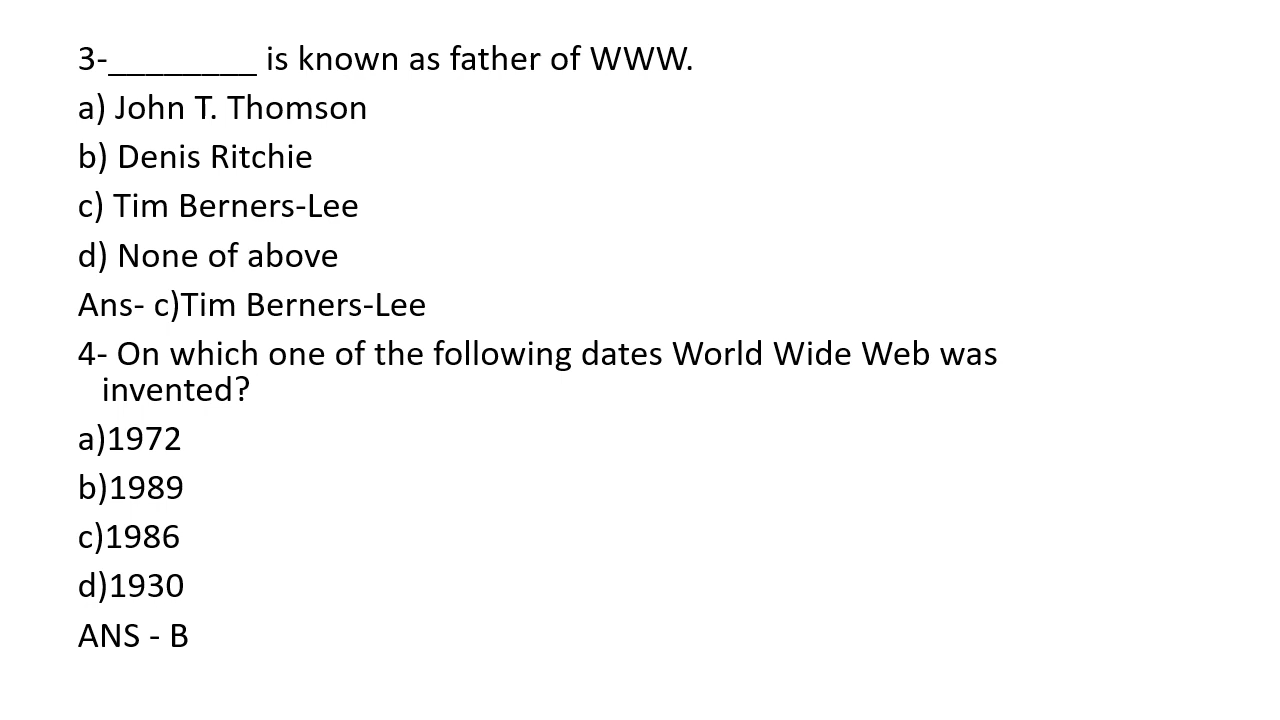 3-________ is known as father of WWW.
a) John T. Thomson
b) Denis Ritchie
c) Tim Berners-Lee
d) None of above
Ans- c)Tim Berners-Lee
4- On which one of the following dates World Wide Web was
invented?
a)1972
b)1989
c)1986
d)1930
ANS - B